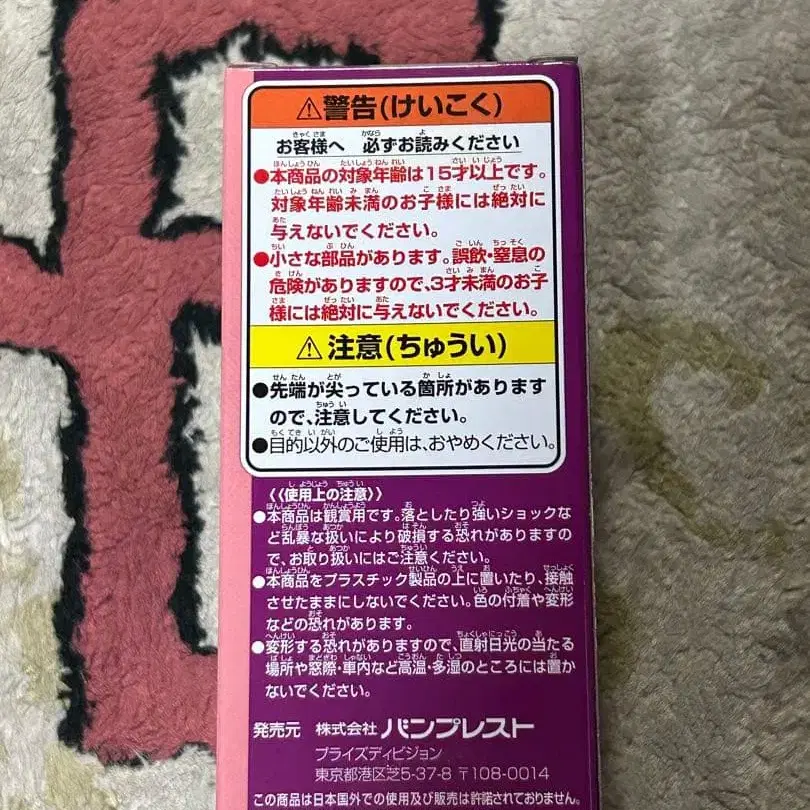 ⚠警告(けいこく)
お客様へ 必ずお読みください
●本商品の対象年齢は15才以上です。
対象年齢未満のお子様には絶対に
与えないでください。
●小さな部品があります。誤飲・窒息の
危険がありますので、3才未満のお子
様には絶対に与えないでください。
⚠注意(ちゅうい)
●先端が尖っている箇所があります
ので、注意してください。
●目的以外のご使用は、おやめください。
《使用上の注意》
●本商品は観賞用です。落としたり強いショックな
ど乱暴な扱いにより破損する恐れがありますの
で、お取り扱いにはご注意ください。
●本商品をプラスチック製品の上に置いたり、接触
させたままにしないでください。色の付着や変形
などの恐れがあります。
●変形する恐れがありますので、直射日光の当たる
場所や窓際・車内など高温・多湿のところには置か
ないでください。
発売元 株式会社 バンプレスト
プライズディビジョン
東京都港区芝5-37-8 〒108-0014
この商品は日本国外での使用及び販売は許諾されておりません。